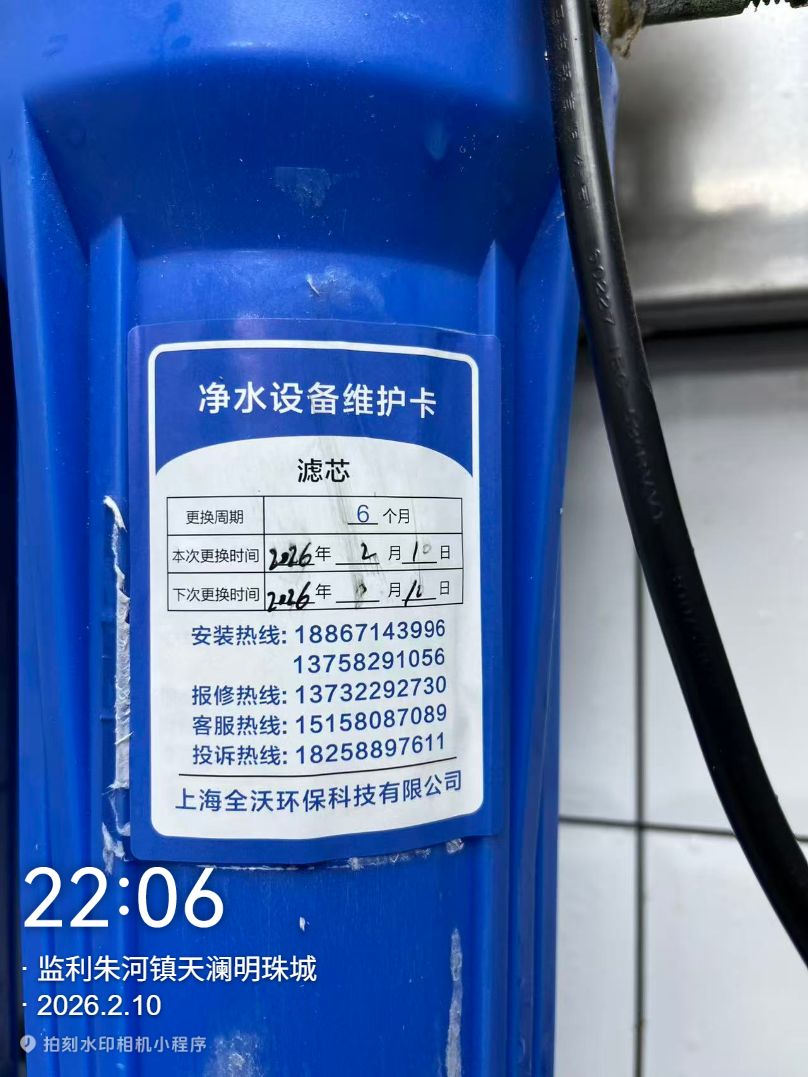 净水设备维护卡
滤芯
更换周期 6 个月
本次更换时间 2026年 2 月 10 日
下次更换时间 2026年 月 10 日
安装热线: 18867143996
13758291056
报修热线: 13732292730
客服热线: 15158087089
投诉热线: 18258897611
上海全沃环保科技有限公司
22:06
· 监利朱河镇天澜明珠城
· 2026.2.10
拍刻水印相机小程序